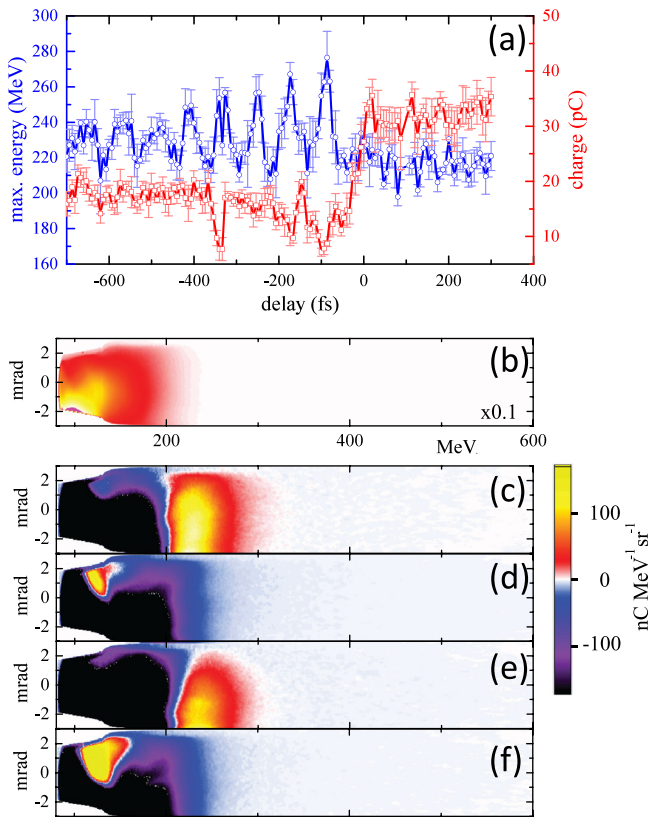 (a)
300
280
260
240
220
200
180
160
max. energy (MeV)
50
40
30
20
10
charge (pC)
-600 -400 -200 0 200 400
delay (fs)
(b)
2
0
-2
mrad
x0.1
200 MeV 400 600
(c)
2
0
-2
mrad
(d)
2
0
-2
mrad
(e)
2
0
-2
mrad
(f)
2
0
-2
mrad
100
0
-100
nC MeV⁻¹sr⁻¹